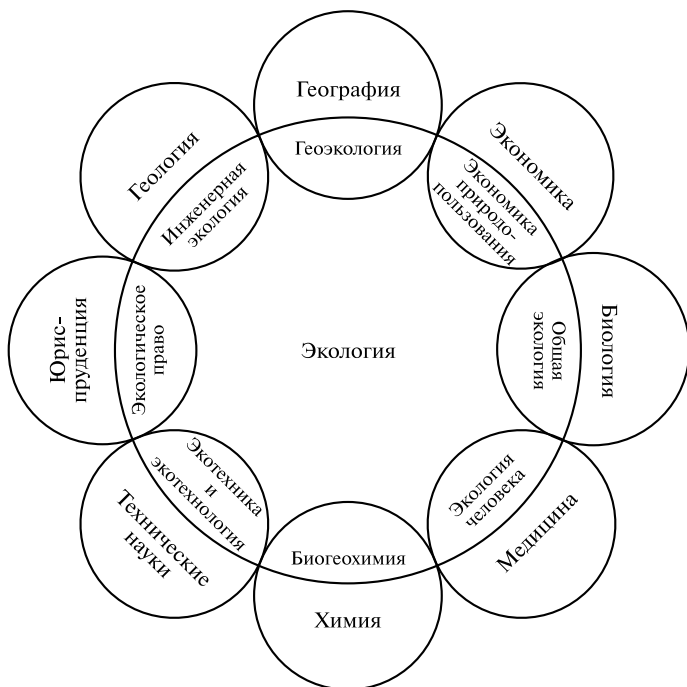 География
Геоэкология
Экономика
Экономика
природо-
пользования
Биология
Общая
экология
Медицина
Экология
человека
Химия
Биогеохимия
Технические
науки
Экотехника
и
экотехнология
Юрис-
пруденция
Экологическое
право
Геология
Инженерная
экология
Экология